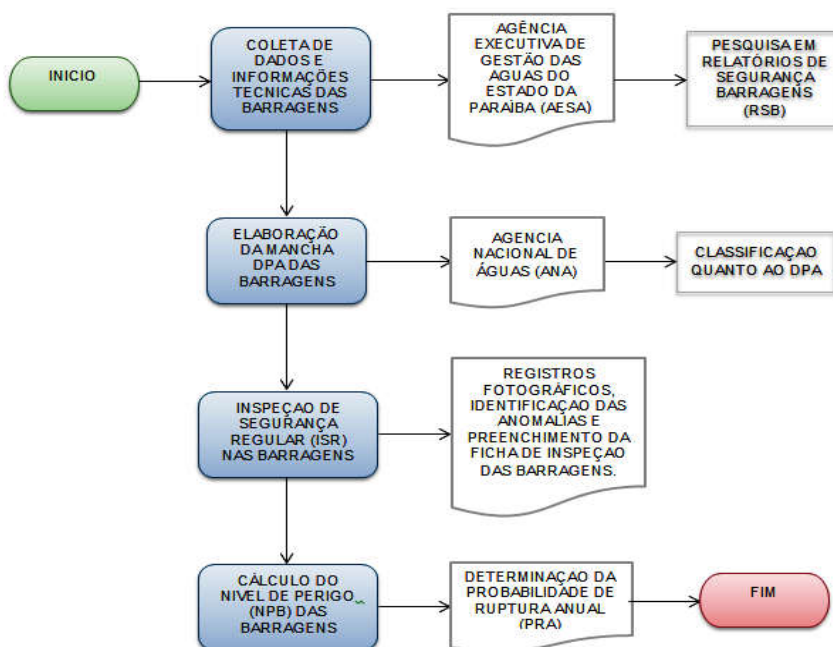 INICIO
COLETA DE
DADOS E
INFORMAÇÕES
TECNICAS DAS
BARRAGENS
AGÊNCIA
EXECUTIVA DE
GESTÃO DAS
AGUAS DO
ESTADO DA
PARAÍBA (AESA)
PESQUISA EM
RELATÓRIOS DE
SEGURANÇA
BARRAGENS
(RSB)
ELABORAÇÃO
DA MANCHA
DPA DAS
BARRAGENS
AGENCIA
NACIONAL DE
ÁGUAS (ANA)
CLASSIFICAÇAO
QUANTO AO DPA
INSPEÇAO DE
SEGURANÇA
REGULAR (ISR)
NAS BARRAGENS
REGISTROS
FOTOGRÁFICOS,
IDENTIFICAÇAO DAS
ANOMALIAS E
PREENCHIMENTO DA
FICHA DE INSPEÇAO
DAS BARRAGENS.
CÁLCULO DO
NIVEL DE PERIGO
(NPB) DAS
BARRAGENS
DETERMINAÇAO DA
PROBABILIDADE DE
RUPTURA ANUAL
(PRA)
FIM